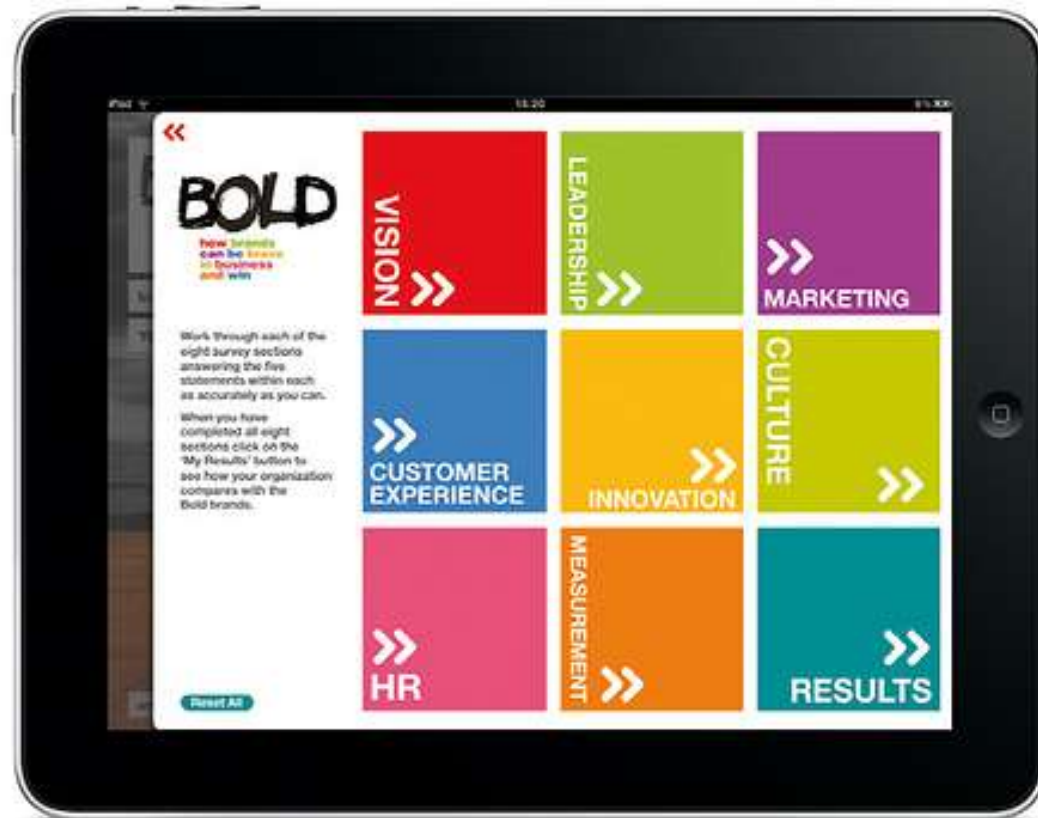 iPad
15:20
BOLD
how brands
can be brave
in business
and win
Work through each of the
eight survey sections
answering the five
statements within each
as accurately as you can.
When you have
completed all eight
sections click on the
'My Results' button to
see how your organization
compares with the
Bold brands.
Reset All
VISION
LEADERSHIP
MARKETING
CUSTOMER
EXPERIENCE
INNOVATION
CULTURE
HR
MEASUREMENT
RESULTS